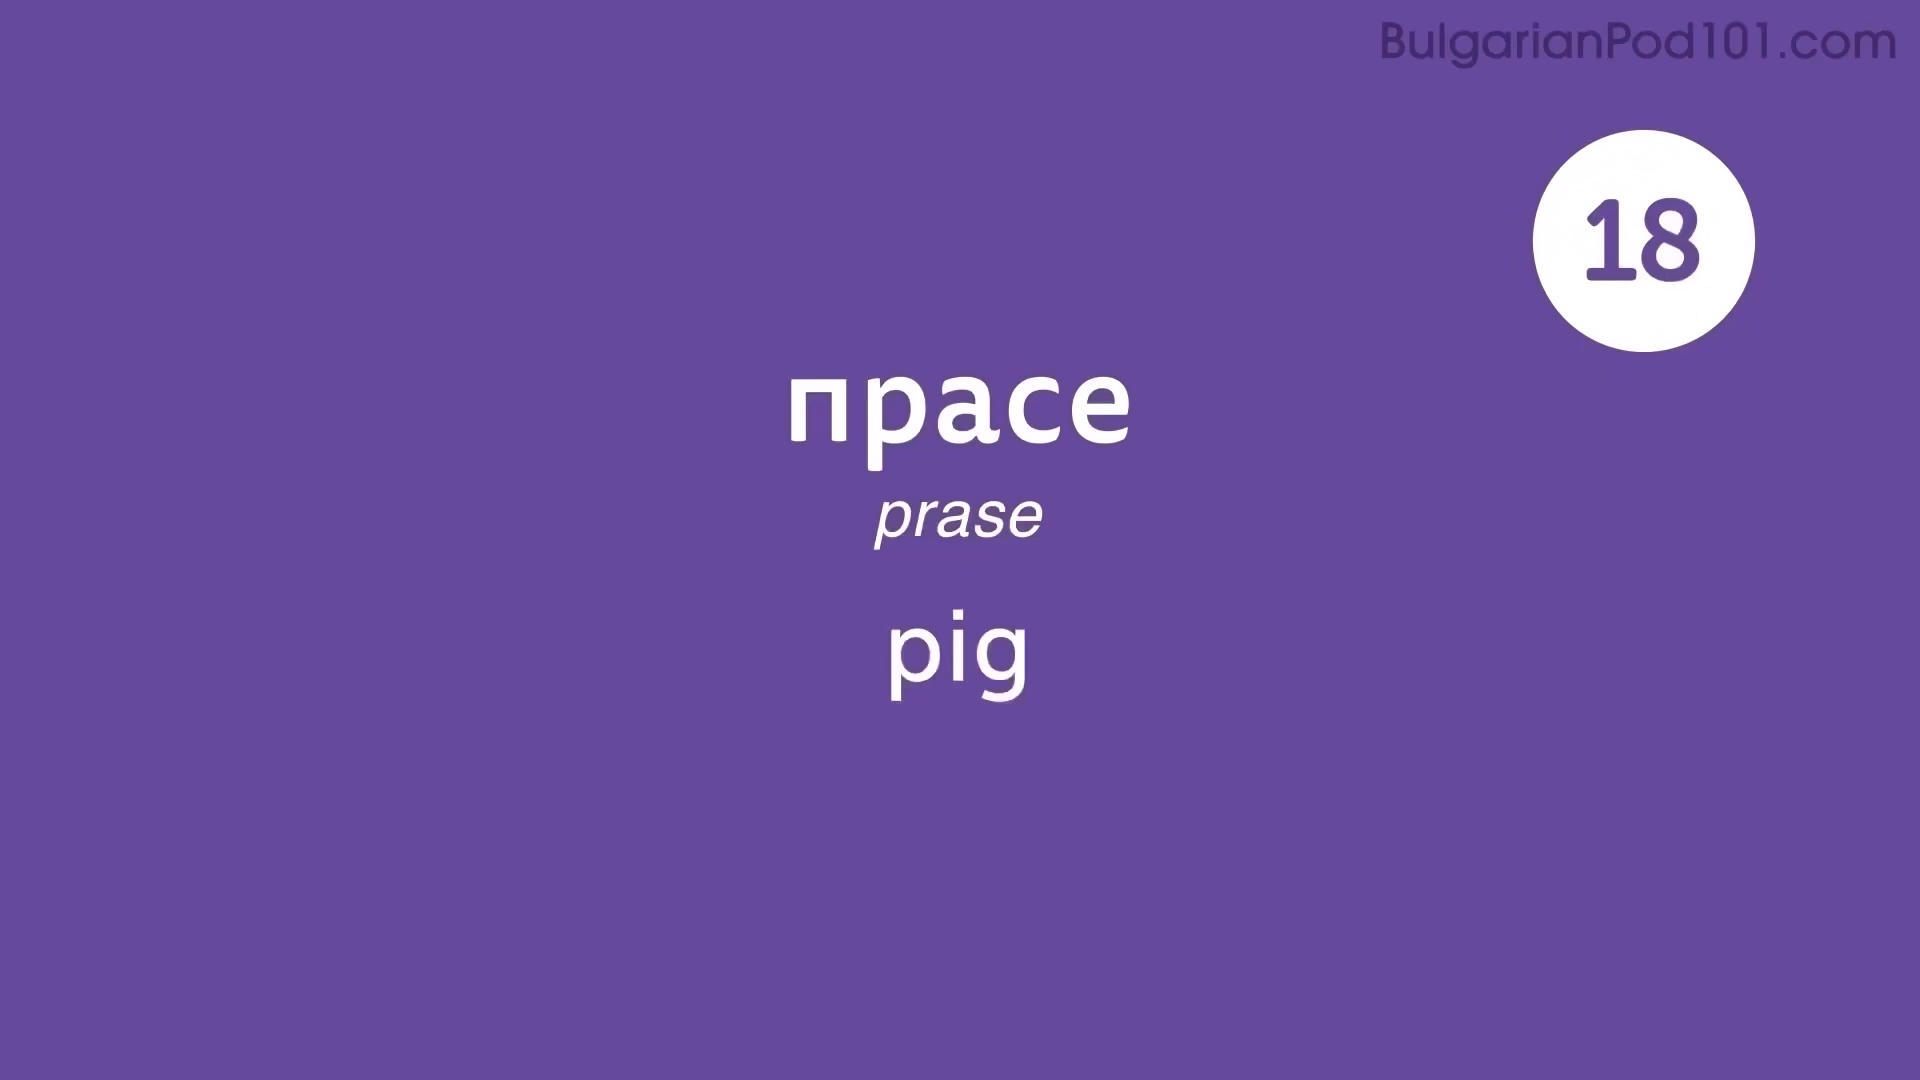 BulgarianPod101.com
18
прасе
prase
pig